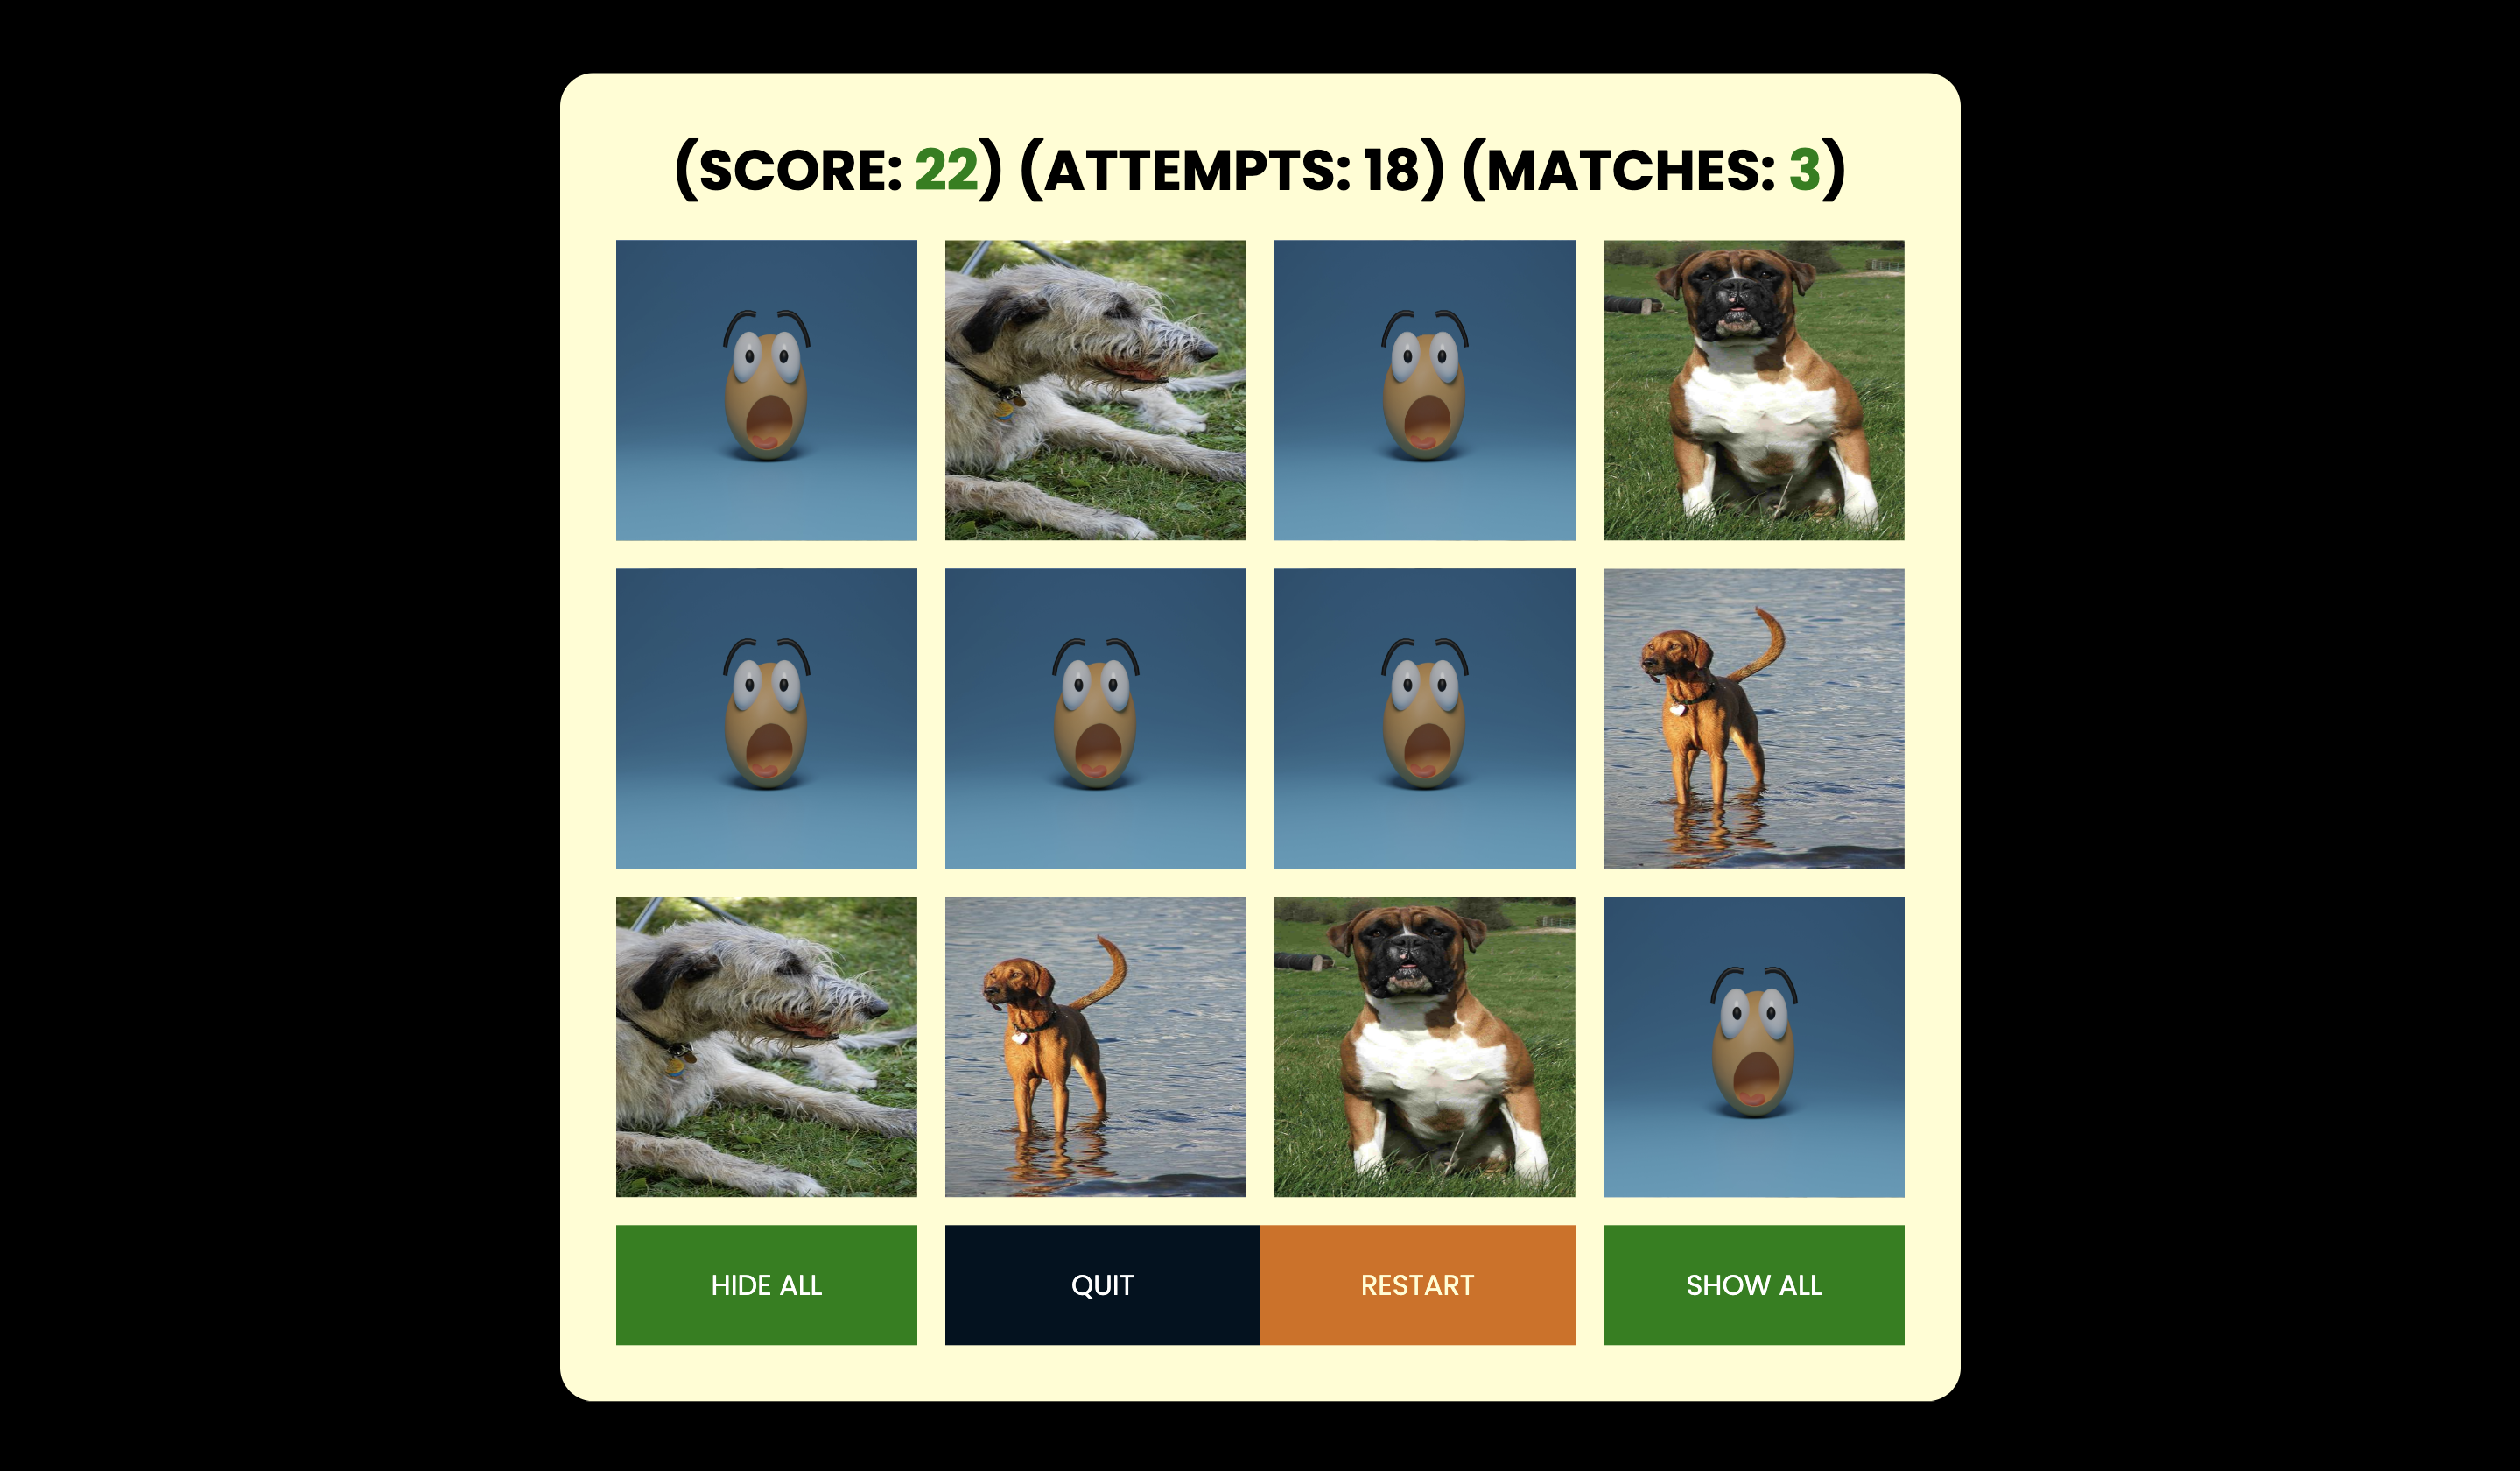 (SCORE: 22) (ATTEMPTS: 18) (MATCHES: 3)
HIDE ALL
QUIT
RESTART
SHOW ALL